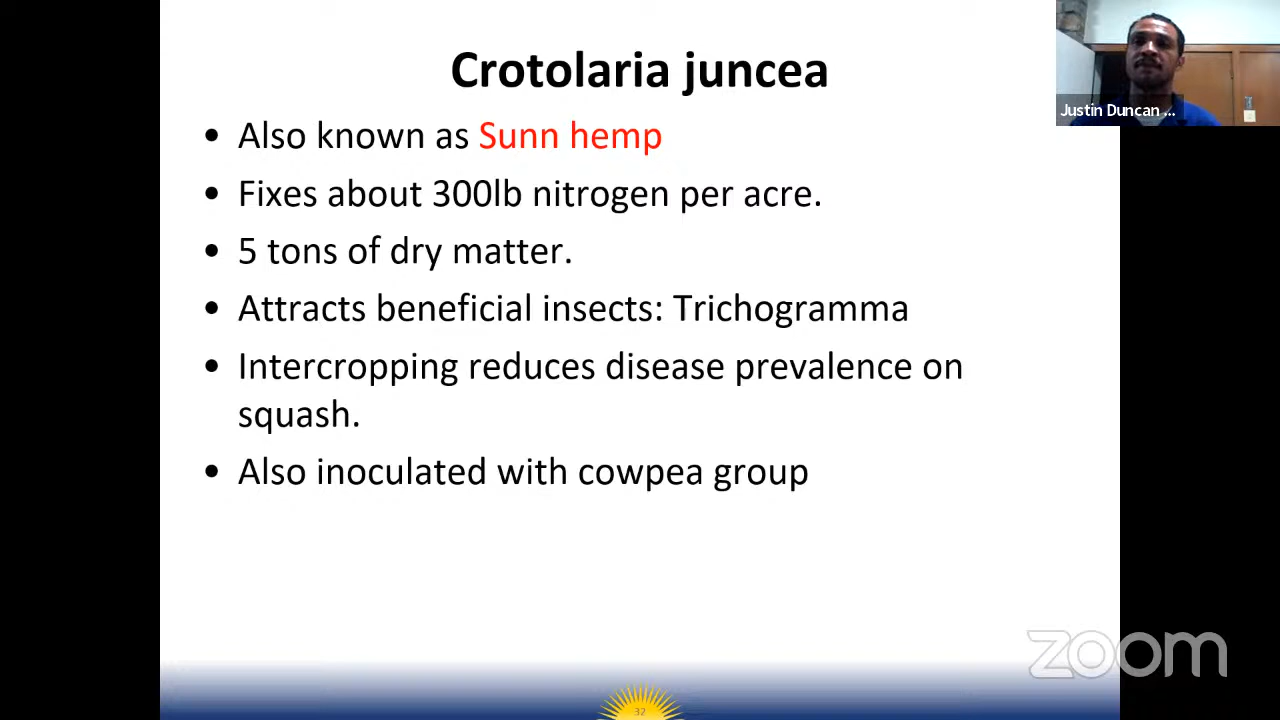 Crotolaria juncea
Justin Duncan ...
• Also known as Sunn hemp
• Fixes about 300lb nitrogen per acre.
• 5 tons of dry matter.
• Attracts beneficial insects: Trichogramma
• Intercropping reduces disease prevalence on
squash.
• Also inoculated with cowpea group
zoom
32